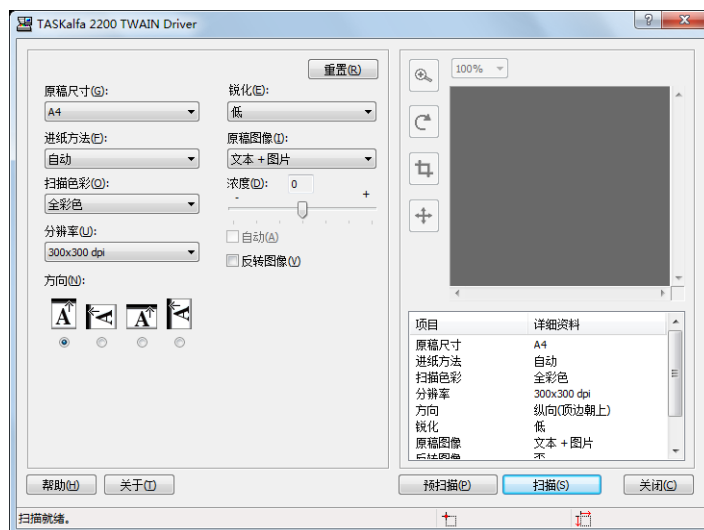 TASKalfa 2200 TWAIN Driver
重置(R)
原稿尺寸(G):
A4
进纸方法(F):
自动
扫描色彩(O):
全彩色
分辨率(U):
300x300 dpi
方向(N):
A A A A
锐化(E):
低
原稿图像(I):
文本 + 图片
浓度(D): 0
- +
自动(A)
反转图像(V)
100%
项目 详细资料
原稿尺寸 A4
进纸方法 自动
扫描色彩 全彩色
分辨率 300x300 dpi
方向 纵向(顶边朝上)
锐化 低
原稿图像 文本 + 图片
反转图像 否
帮助(H) 关于(T) 预扫描(P) 扫描(S) 关闭(C)
扫描就绪。